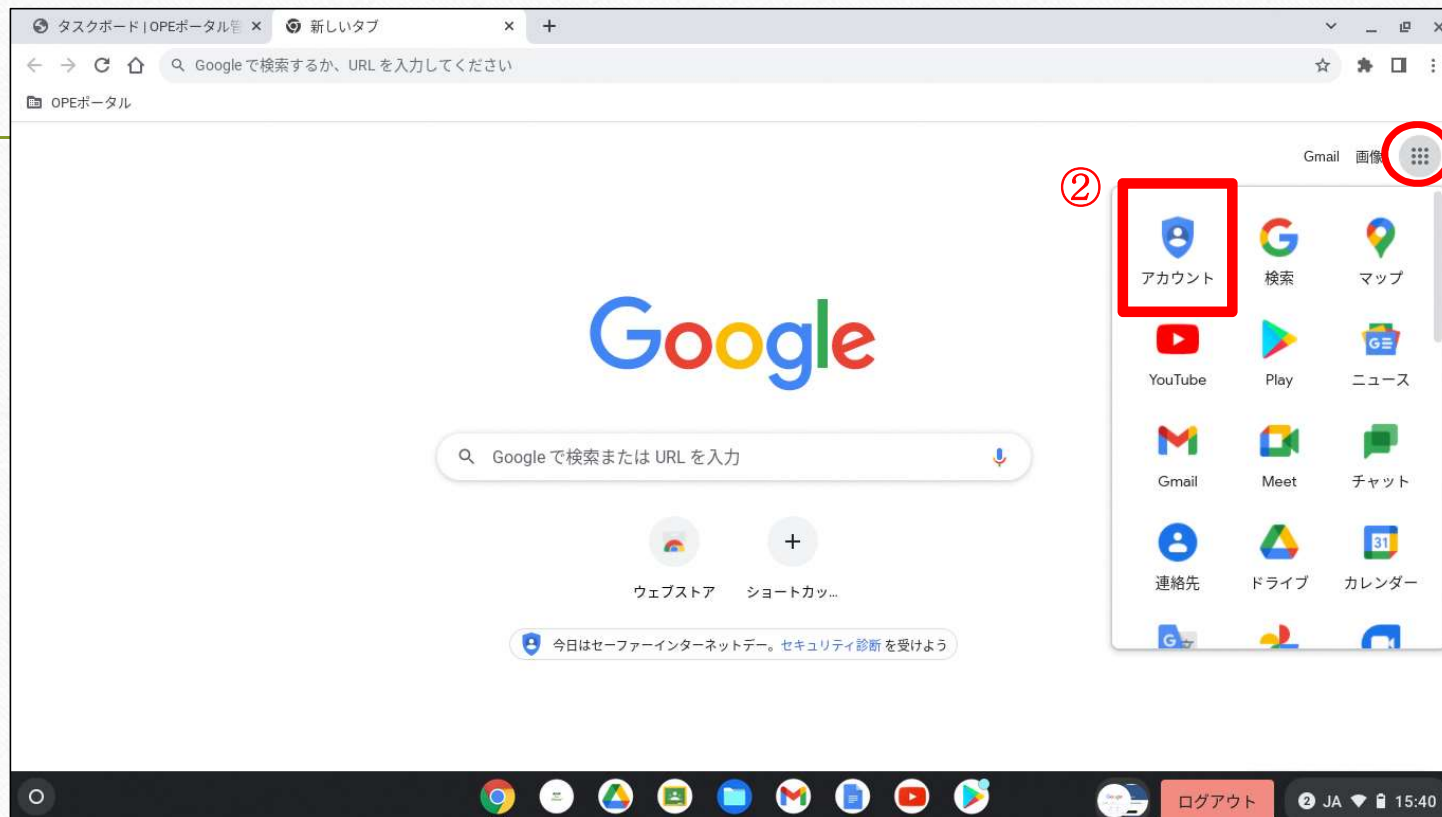 タスクボード | OPEポータル管
新しいタブ
Google で検索するか、URL を入力してください
OPEポータル
Gmail 画像
②
アカウント 検索 マップ
Google
YouTube Play ニュース
GE
Google で検索または URL を入力
Gmail Meet チャット
31
連絡先 ドライブ カレンダー
ウェブストア ショートカッ...
今日はセーファーインターネットデー。セキュリティ診断 を受けよう
ログアウト
2 JA 15:40